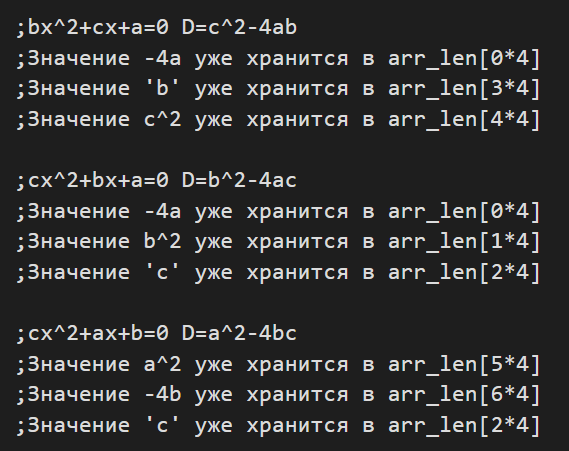 ;bx^2+cx+a=0 D=c^2-4ab
;Значение -4a уже хранится в arr_len[0*4]
;Значение 'b' уже хранится в arr_len[3*4]
;Значение c^2 уже хранится в arr_len[4*4]
;cx^2+bx+a=0 D=b^2-4ac
;Значение -4a уже хранится в arr_len[0*4]
;Значение b^2 уже хранится в arr_len[1*4]
;Значение 'c' уже хранится в arr_len[2*4]
;cx^2+ax+b=0 D=a^2-4bc
;Значение a^2 уже хранится в arr_len[5*4]
;Значение -4b уже хранится в arr_len[6*4]
;Значение 'c' уже хранится в arr_len[2*4]